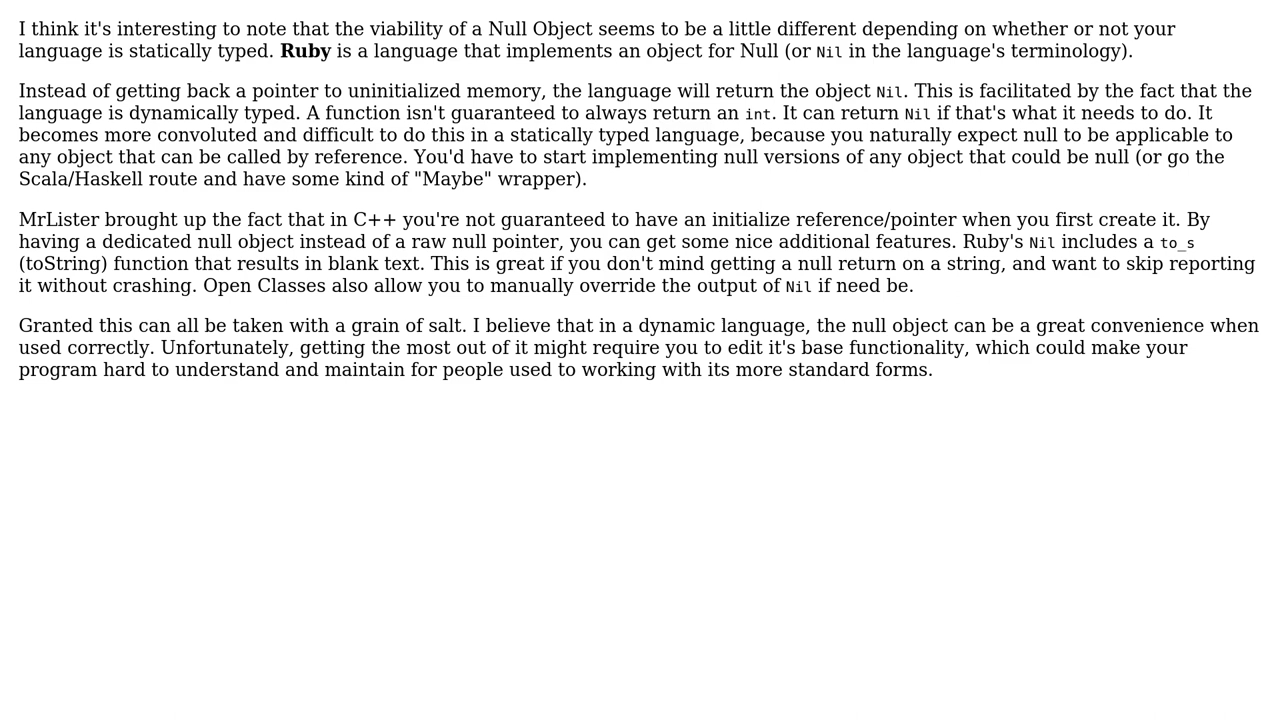 I think it's interesting to note that the viability of a Null Object seems to be a little different depending on whether or not your
language is statically typed. Ruby is a language that implements an object for Null (or Nil in the language's terminology).
Instead of getting back a pointer to uninitialized memory, the language will return the object Nil. This is facilitated by the fact that the
language is dynamically typed. A function isn't guaranteed to always return an int. It can return Nil if that's what it needs to do. It
becomes more convoluted and difficult to do this in a statically typed language, because you naturally expect null to be applicable to
any object that can be called by reference. You'd have to start implementing null versions of any object that could be null (or go the
Scala/Haskell route and have some kind of "Maybe" wrapper).
MrLister brought up the fact that in C++ you're not guaranteed to have an initialize reference/pointer when you first create it. By
having a dedicated null object instead of a raw null pointer, you can get some nice additional features. Ruby's Nil includes a to_s
(toString) function that results in blank text. This is great if you don't mind getting a null return on a string, and want to skip reporting
it without crashing. Open Classes also allow you to manually override the output of Nil if need be.
Granted this can all be taken with a grain of salt. I believe that in a dynamic language, the null object can be a great convenience when
used correctly. Unfortunately, getting the most out of it might require you to edit it's base functionality, which could make your
program hard to understand and maintain for people used to working with its more standard forms.